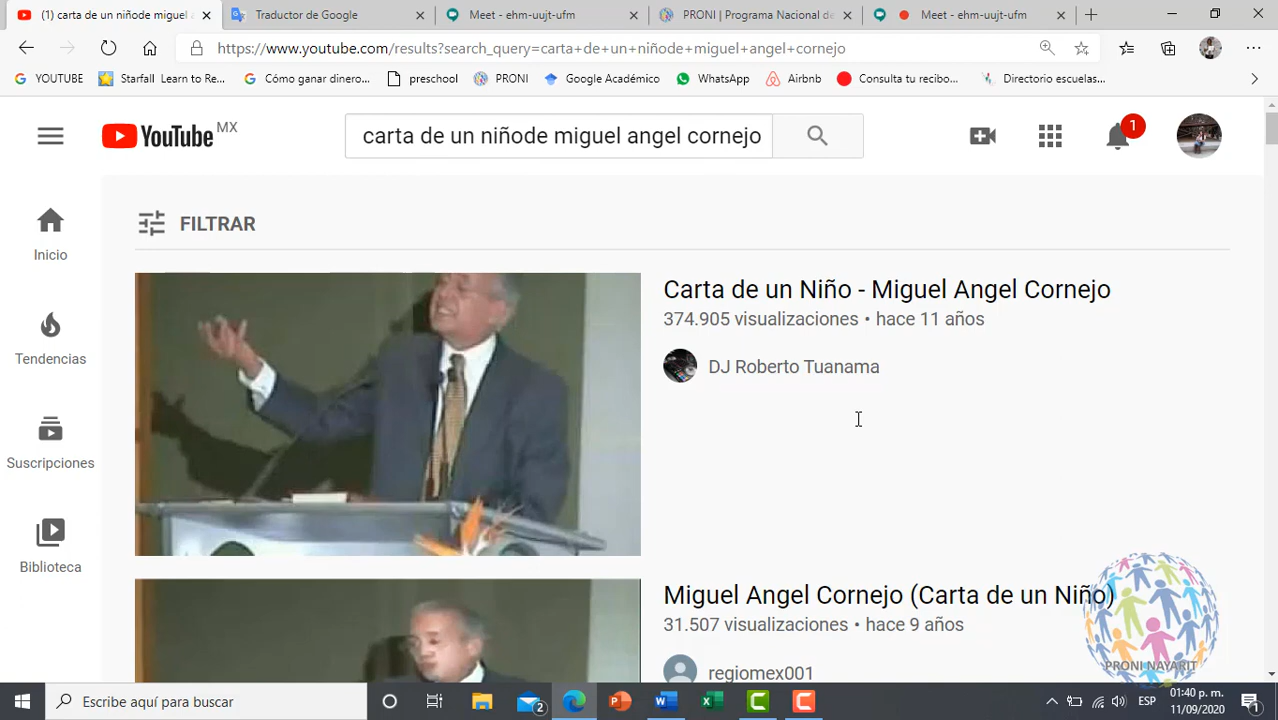 (1) carta de un niñode miguel a
Traductor de Google
Meet - ehm-uujt-ufm
PRONI | Programa Nacional de
Meet - ehm-uujt-ufm
https://www.youtube.com/results?search_query=carta+de+un+niñode+miguel+angel+cornejo
YOUTUBE
Starfall Learn to Re...
Cómo ganar dinero...
preschool
PRONI
Google Académico
WhatsApp
Airbnb
Consulta tu recibo...
Directorio escuelas...
YouTube MX
carta de un niñode miguel angel cornejo
1
FILTRAR
Inicio
Tendencias
Suscripciones
Biblioteca
Carta de un Niño - Miguel Angel Cornejo
374.905 visualizaciones • hace 11 años
DJ Roberto Tuanama
Miguel Angel Cornejo (Carta de un Niño)
31.507 visualizaciones • hace 9 años
regiomex001
PRONI NAYARIT
Escribe aquí para buscar
2
ESP
01:40 p. m.
11/09/2020
1